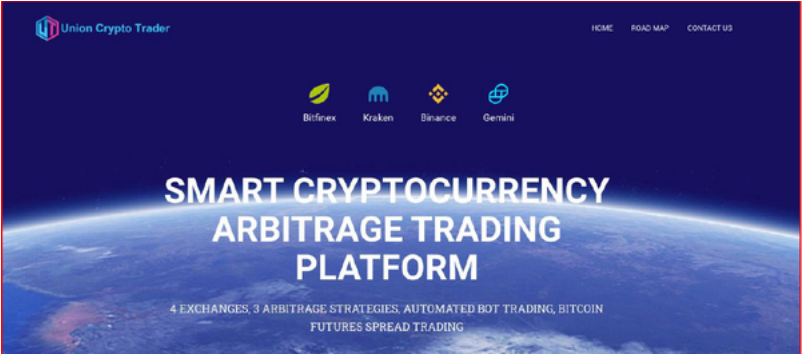 Union Crypto Trader
HOME ROAD MAP CONTACT US
Bitfinex Kraken Binance Gemini
SMART CRYPTOCURRENCY
ARBITRAGE TRADING
PLATFORM
4 EXCHANGES, 3 ARBITRAGE STRATEGIES, AUTOMATED BOT TRADING, BITCOIN
FUTURES SPREAD TRADING